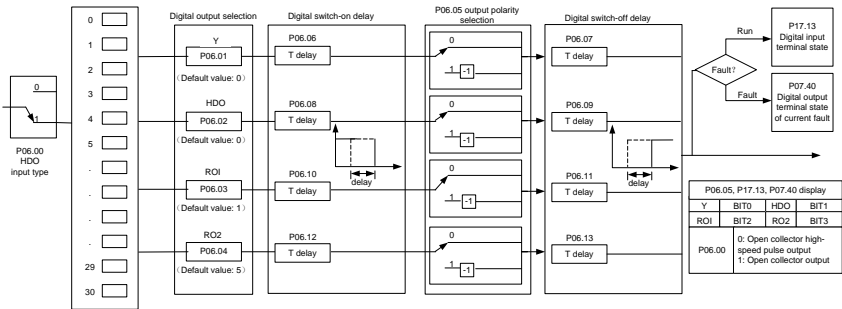 P06.00
HDO
input type
0
1
0
1
2
3
4
5
.
.
.
.
29
30
Digital output selection
Y
P06.01
(Default value: 0)
HDO
P06.02
(Default value: 0)
ROI
P06.03
(Default value: 1)
RO2
P06.04
(Default value: 5)
Digital switch-on delay
P06.06
T delay
P06.08
T delay
delay
P06.10
T delay
P06.12
T delay
P06.05 output polarity
selection
0
1
-1
0
1
-1
0
1
-1
0
1
-1
Digital switch-off delay
P06.07
T delay
P06.09
T delay
delay
P06.11
T delay
P06.13
T delay
Fault?
Run
Fault
P17.13
Digital input
terminal state
P07.40
Digital output
terminal state
of current fault
P06.05, P17.13, P07.40 display
Y BIT0 HDO BIT1
ROI BIT2 RO2 BIT3
P06.00
0: Open collector high-
speed pulse output
1: Open collector output